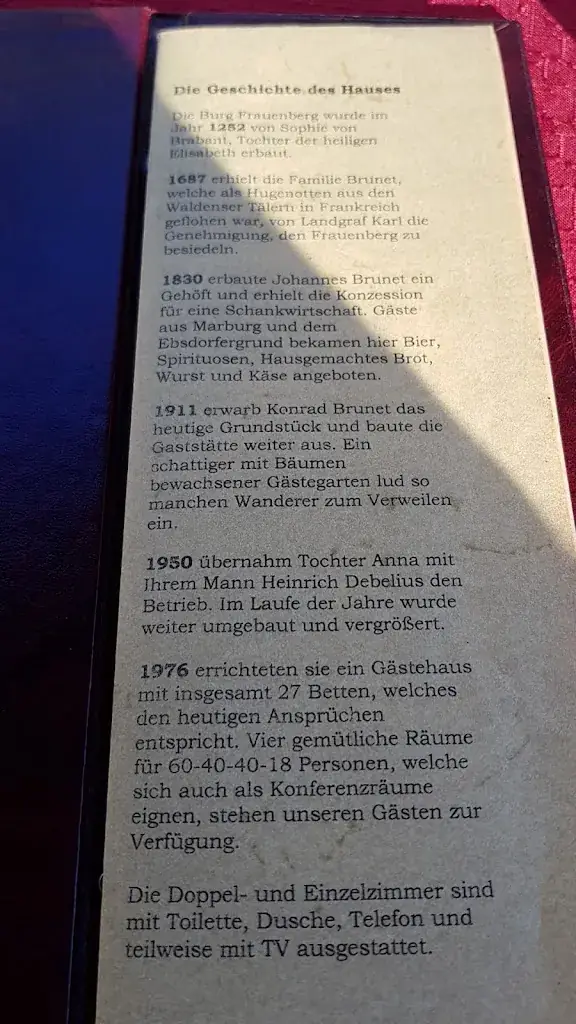 Die Geschichte des Hauses
Die Burg Frauenberg wurde im
Jahr 1252 von Sophie von
Brabant, Tochter der heiligen
Elisabeth erbaut.
1687 erhielt die Familie Brunet,
welche als Hugenotten aus den
Waldenser Tälern in Frankreich
geflohen war, von Landgraf Karl die
Genehmigung, den Frauenberg zu
besiedeln.
1830 erbaute Johannes Brunet ein
Gehöft und erhielt die Konzession
für eine Schankwirtschaft. Gäste
aus Marburg und dem
Ebsdorfergrund bekamen hier Bier,
Spirituosen, Hausgemachtes Brot,
Wurst und Käse angeboten.
1911 erwarb Konrad Brunet das
heutige Grundstück und baute die
Gaststätte weiter aus. Ein
schattiger mit Bäumen
bewachsener Gästegarten lud so
manchen Wanderer zum Verweilen
ein.
1950 übernahm Tochter Anna mit
Ihrem Mann Heinrich Debelius den
Betrieb. Im Laufe der Jahre wurde
weiter umgebaut und vergrößert.
1976 errichteten sie ein Gästehaus
mit insgesamt 27 Betten, welches
den heutigen Ansprüchen
entspricht. Vier gemütliche Räume
für 60-40-40-18 Personen, welche
sich auch als Konferenzräume
eignen, stehen unseren Gästen zur
Verfügung.
Die Doppel- und Einzelzimmer sind
mit Toilette, Dusche, Telefon und
teilweise mit TV ausgestattet.